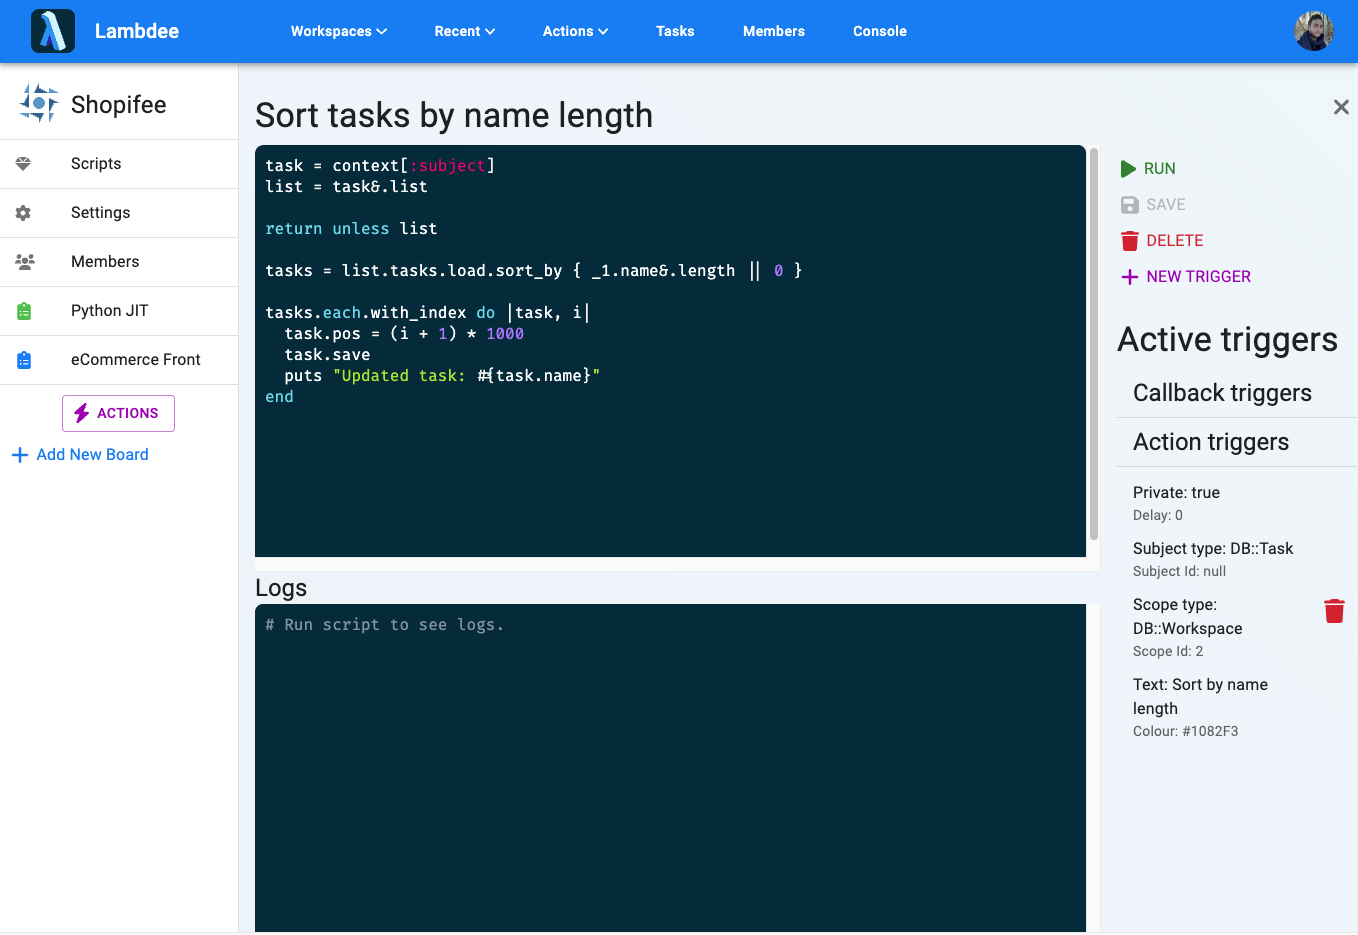 Lambdee
Workspaces
Recent
Actions
Tasks
Members
Console
Shopifee
Scripts
Settings
Members
Python JIT
eCommerce Front
ACTIONS
Add New Board
Sort tasks by name length
task = context[:subject]
list = task&.list
return unless list
tasks = list.tasks.load.sort_by { _1.name&.length || 0 }
tasks.each.with_index do |task, i|
  task.pos = (i + 1) * 1000
  task.save
  puts "Updated task: #{task.name}"
end
Logs
# Run script to see logs.
RUN
SAVE
DELETE
NEW TRIGGER
Active triggers
Callback triggers
Action triggers
Private: true
Delay: 0
Subject type: DB::Task
Subject Id: null
Scope type:
DB::Workspace
Scope Id: 2
Text: Sort by name
length
Colour: #1082F3